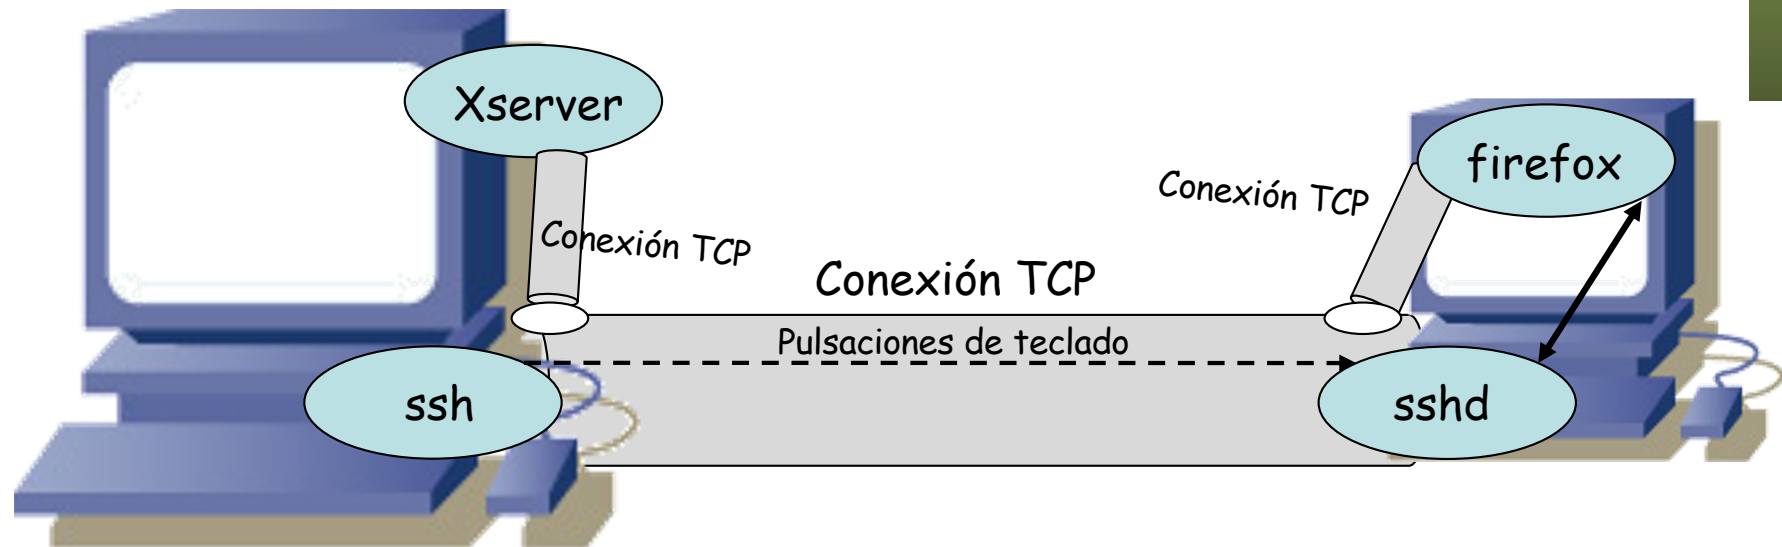 Xserver
firefox
Conexión TCP
Conexión TCP
Conexión TCP
Pulsaciones de teclado
ssh
sshd